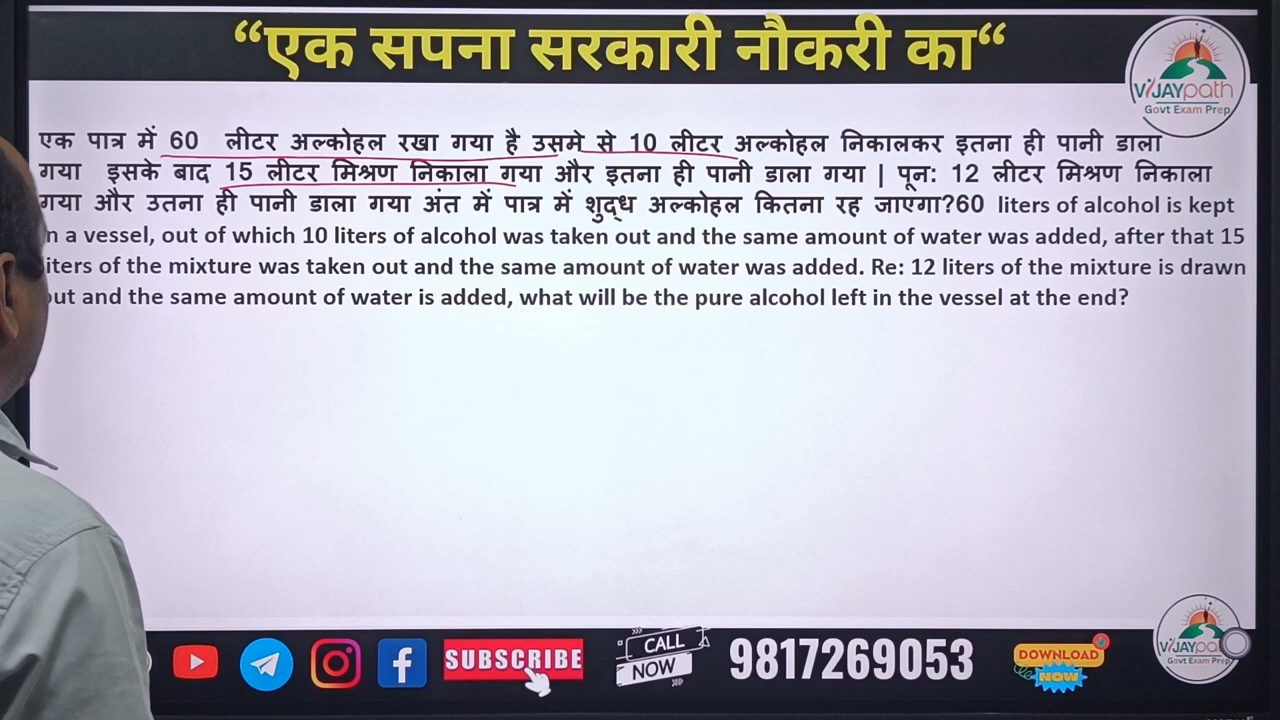 “एक सपना सरकारी नौकरी का“
ViJAYpath
Govt Exam Prep
एक पात्र में 60 लीटर अल्कोहल रखा गया है उसमे से 10 लीटर अल्कोहल निकालकर इतना ही पानी डाला
गया इसके बाद 15 लीटर मिश्रण निकाला गया और इतना ही पानी डाला गया | पून: 12 लीटर मिश्रण निकाला
गया और उतना ही पानी डाला गया अंत में पात्र में शुद्ध अल्कोहल कितना रह जाएगा?60 liters of alcohol is kept
n a vessel, out of which 10 liters of alcohol was taken out and the same amount of water was added, after that 15
iters of the mixture was taken out and the same amount of water was added. Re: 12 liters of the mixture is drawn
out and the same amount of water is added, what will be the pure alcohol left in the vessel at the end?
SUBSCRIBE
CALL
NOW
9817269053
DOWNLOAD
NOW
Govt Exam Prep